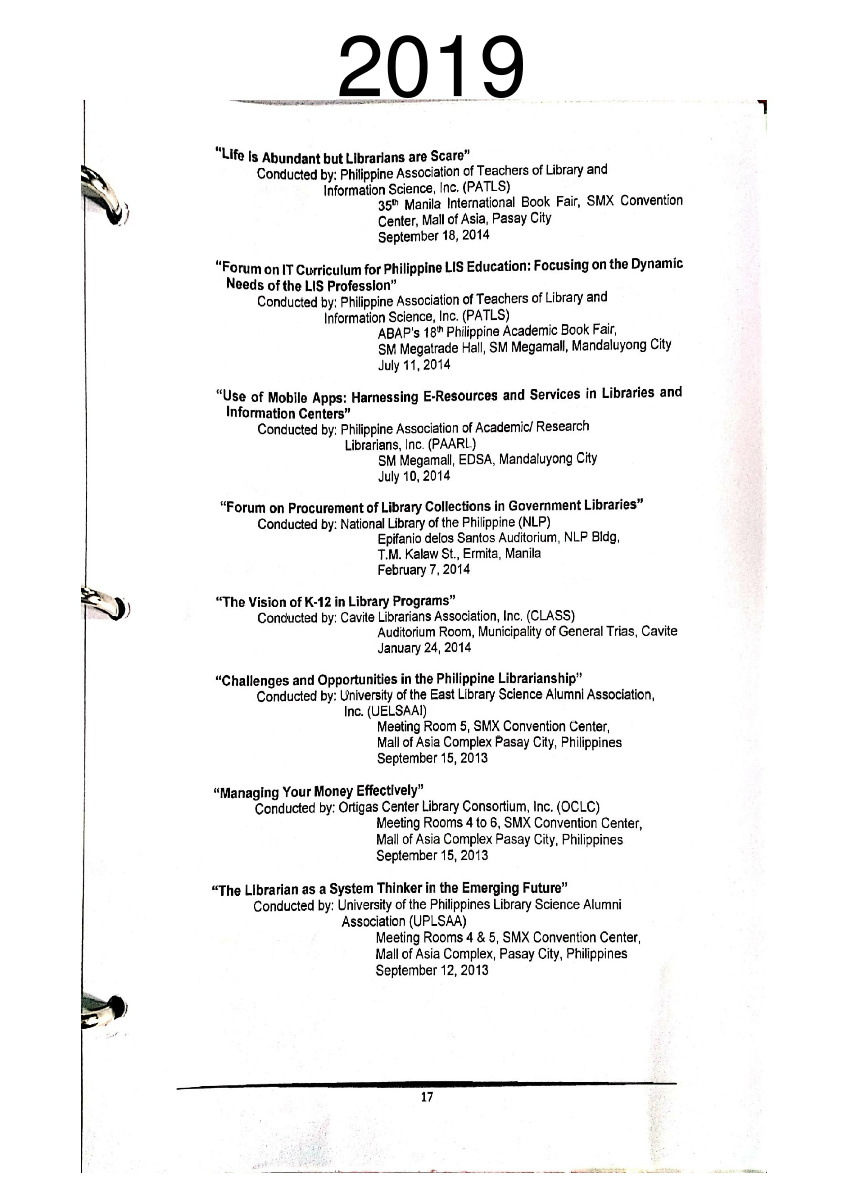 2019
"Life Is Abundant but Librarians are Scare"
Conducted by: Philippine Association of Teachers of Library and
Information Science, Inc. (PATLS)
35th Manila International Book Fair, SMX Convention
Center, Mall of Asia, Pasay City
September 18, 2014
"Forum on IT Curriculum for Philippine LIS Education: Focusing on the Dynamic
Needs of the LIS Profession"
Conducted by: Philippine Association of Teachers of Library and
Information Science, Inc. (PATLS)
ABAP's 18th Philippine Academic Book Fair,
SM Megatrade Hall, SM Megamall, Mandaluyong City
July 11, 2014
"Use of Mobile Apps: Harnessing E-Resources and Services in Libraries and
Information Centers"
Conducted by: Philippine Association of Academic/ Research
Librarians, Inc. (PAARL)
SM Megamall, EDSA, Mandaluyong City
July 10, 2014
"Forum on Procurement of Library Collections in Government Libraries"
Conducted by: National Library of the Philippine (NLP)
Epifanio delos Santos Auditorium, NLP Bldg,
T.M. Kalaw St., Ermita, Manila
February 7, 2014
"The Vision of K-12 in Library Programs"
Conducted by: Cavite Librarians Association, Inc. (CLASS)
Auditorium Room, Municipality of General Trias, Cavite
January 24, 2014
"Challenges and Opportunities in the Philippine Librarianship"
Conducted by: University of the East Library Science Alumni Association,
Inc. (UELSAAI)
Meeting Room 5, SMX Convention Center,
Mall of Asia Complex Pasay City, Philippines
September 15, 2013
"Managing Your Money Effectively"
Conducted by: Ortigas Center Library Consortium, Inc. (OCLC)
Meeting Rooms 4 to 6, SMX Convention Center,
Mall of Asia Complex Pasay City, Philippines
September 15, 2013
"The Librarian as a System Thinker in the Emerging Future"
Conducted by: University of the Philippines Library Science Alumni
Association (UPLSAA)
Meeting Rooms 4 & 5, SMX Convention Center,
Mall of Asia Complex, Pasay City, Philippines
September 12, 2013
17